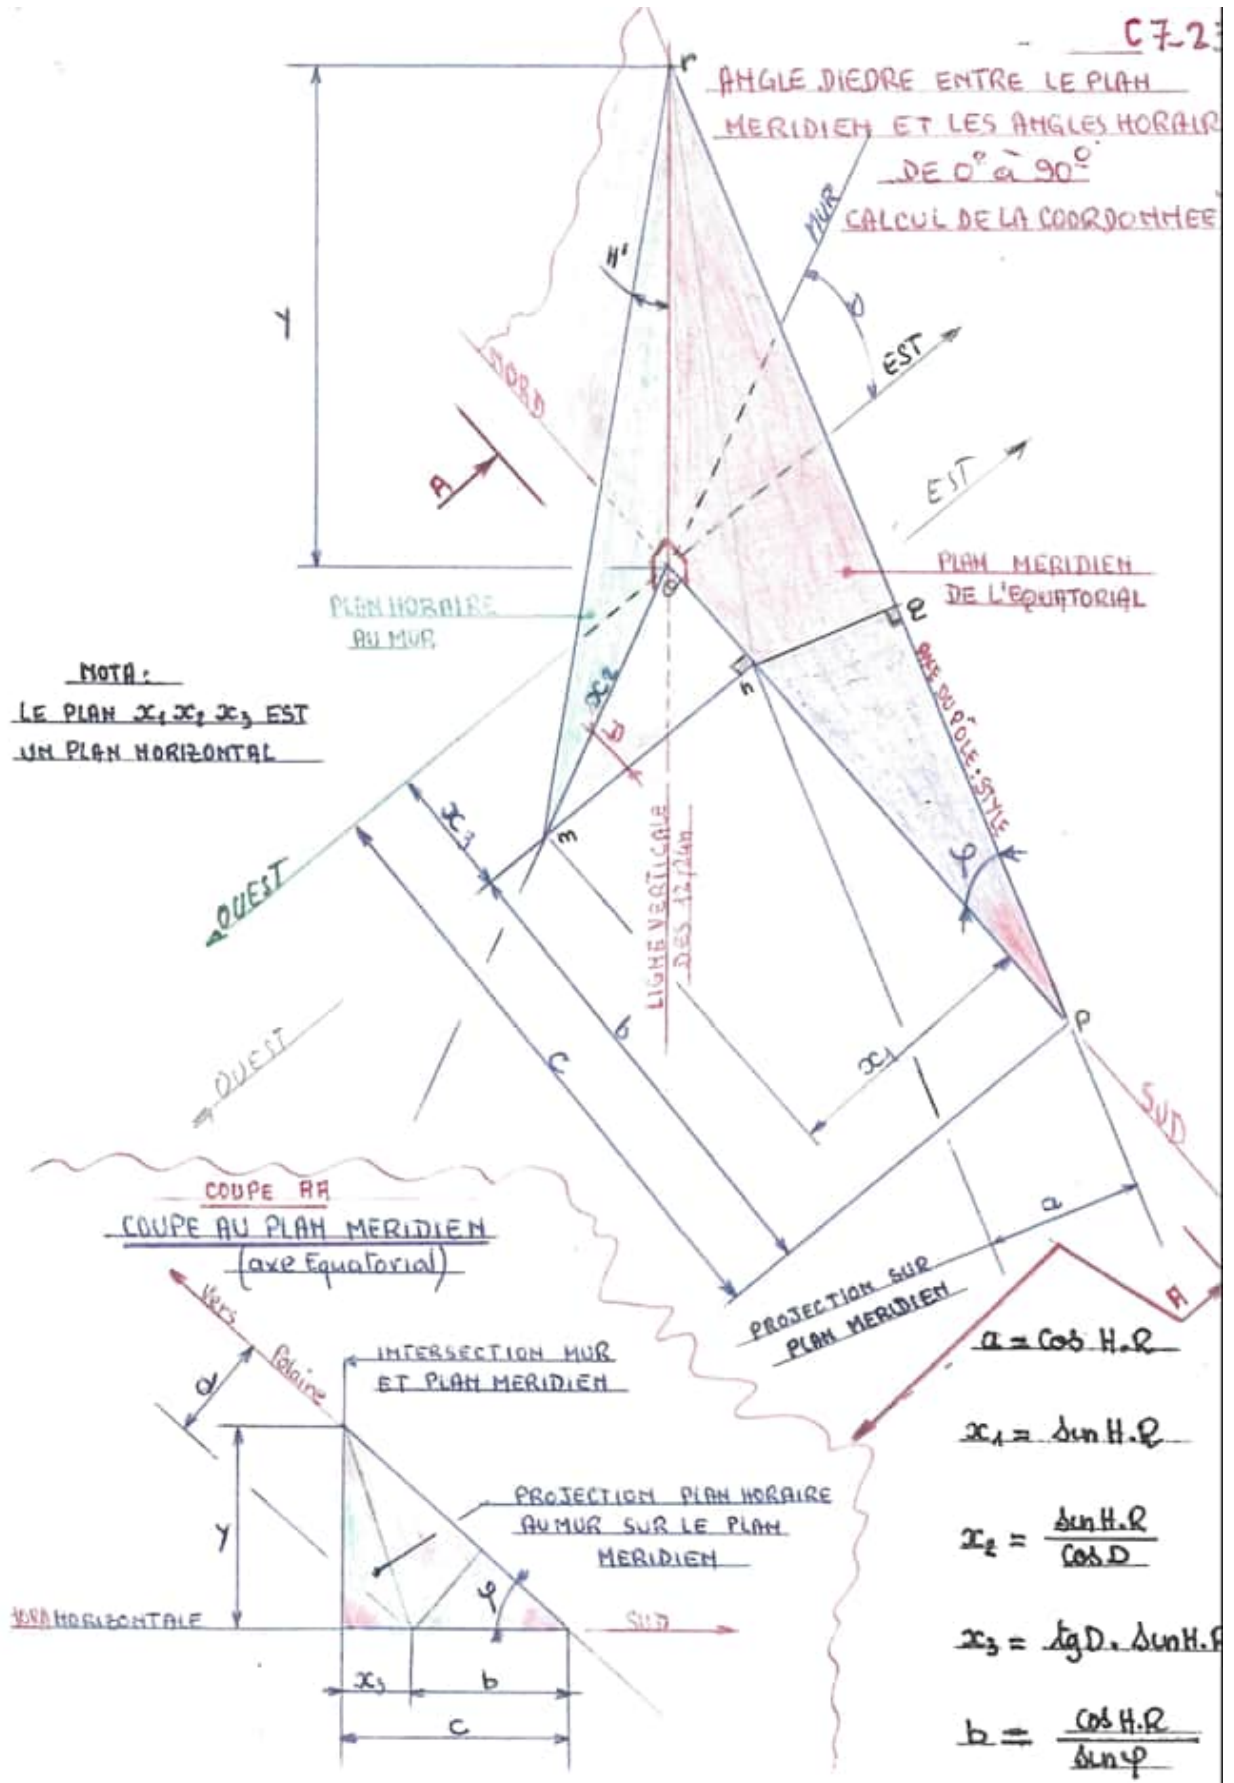 C7-2
ANGLE DIEDRE ENTRE LE PLAN
MERIDIEN ET LES ANGLES HORAIR
DE 0° à 90°
CALCUL DE LA COORDONNEE
r
MUR
H'
D
Y
EST
NORD
A
EST
PLAN MERIDIEN
DE L'EQUATORIAL
PLAN HORAIRE
AU MUR
Q
NOTA:
LE PLAN x1 x2 x3 EST
UN PLAN HORIZONTAL
x2
n
D
AXE DU PÔLE: STYLE
x3
m
φ
OUEST
LIGNE VERTICALE
DES 12/24h
P
b
c
x1
OUEST
SUD
a
COUPE AA
COUPE AU PLAN MERIDIEN
(axe Equatorial)
PROJECTION SUR
PLAN MERIDIEN
A
a = cos H.R
vers
Polaire
INTERSECTION MUR
ET PLAN MERIDIEN
d
x1 = sin H.R
Y
PROJECTION PLAN HORAIRE
AU MUR SUR LE PLAN
MERIDIEN
x2 = sin H.R / cos D
φ
HORIZONTALE
SUD
x3 = tg D. sin H.R
x3
b
c
b = cos H.R / sin φ